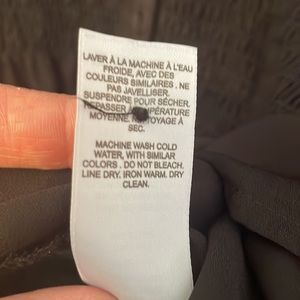 LAVER À LA MACHINE À L'EAU
FROIDE, AVEC DES
COULEURS SIMILAIRES . NE
PAS JAVELLISER.
SUSPENDRE POUR SÉCHER.
REPASSER TEMPÉRATURE
MOYENNE. NETTOYAGE À
SEC.
MACHINE WASH COLD
WATER, WITH SIMILAR
COLORS . DO NOT BLEACH.
LINE DRY. IRON WARM. DRY
CLEAN.